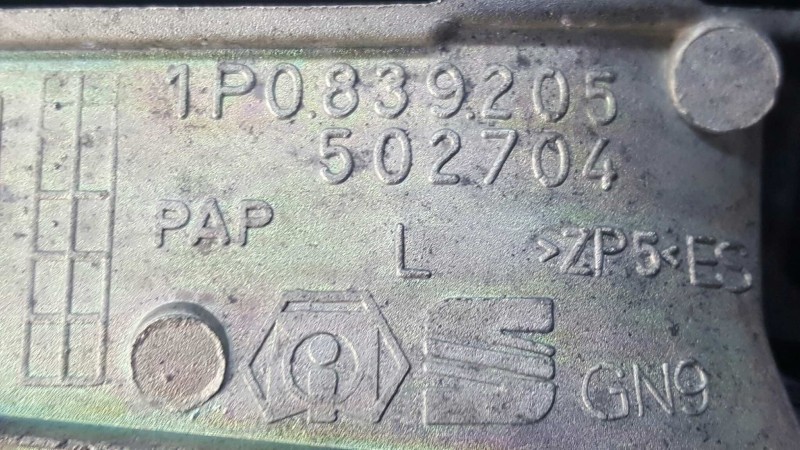 1P0.839.205
502704
PAP L >ZP5< ES
GN9